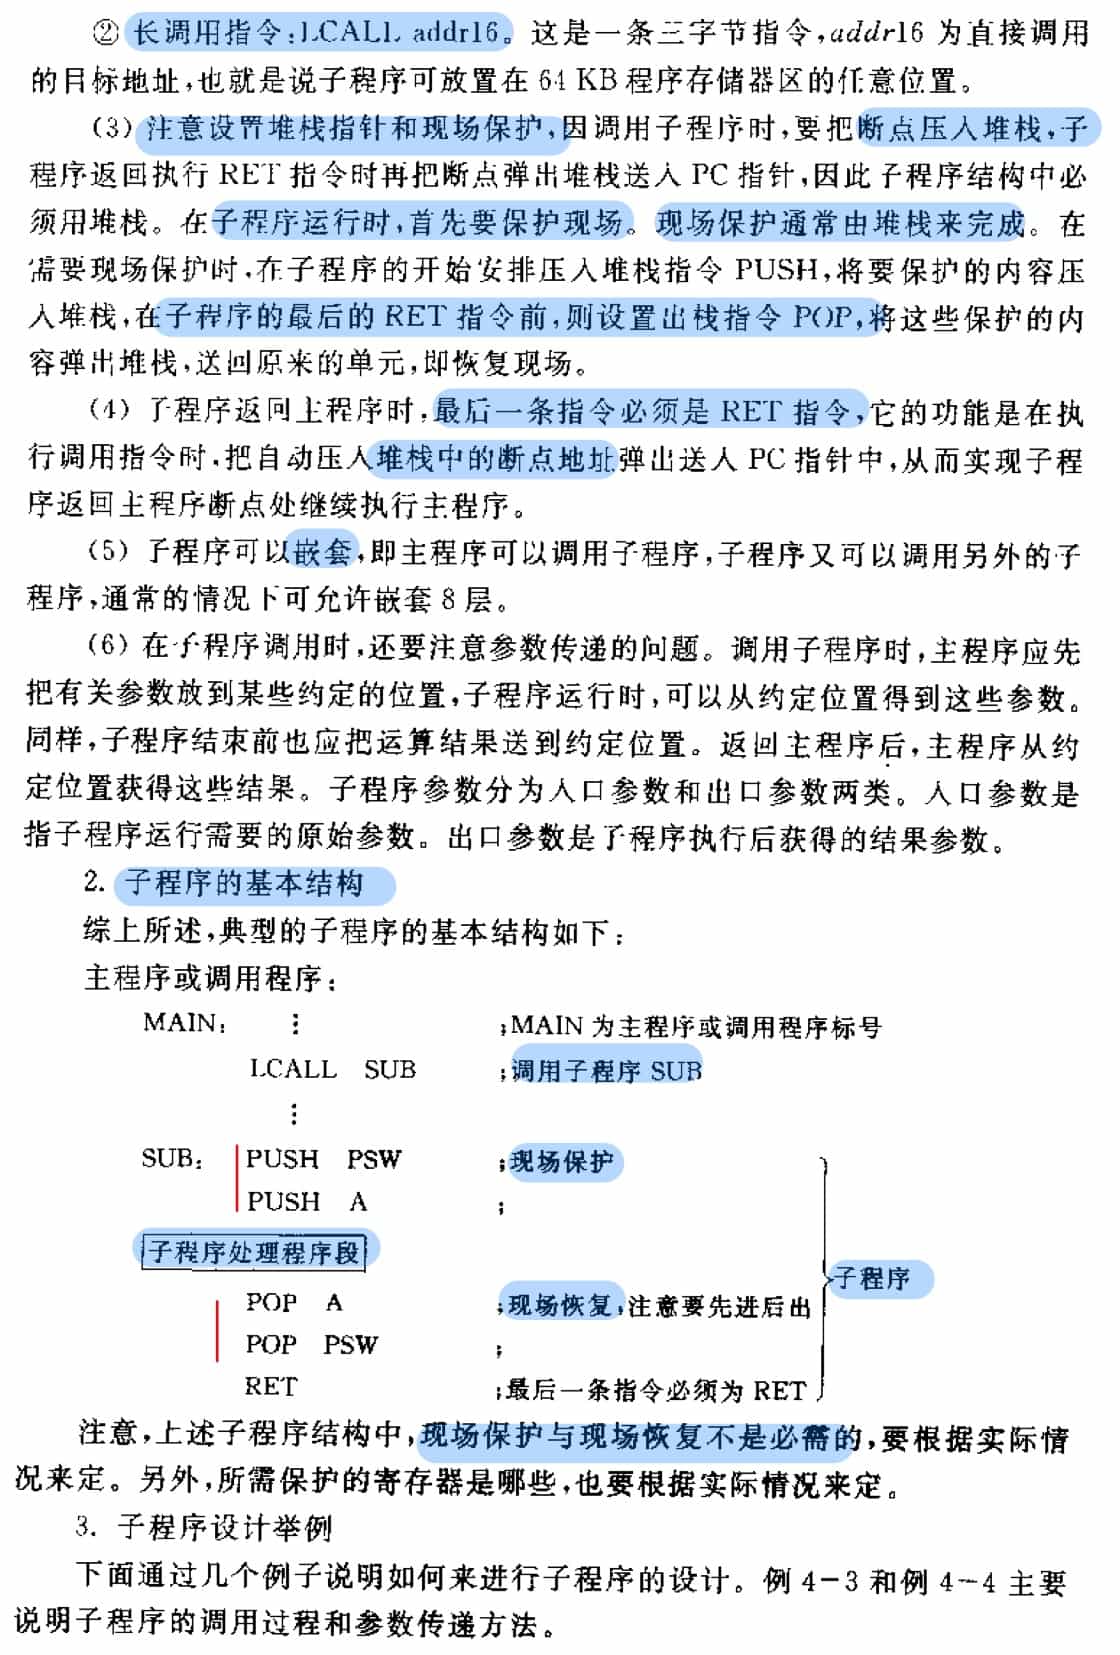 ② 长调用指令:LCALL addr16。这是一条三字节指令,addr16 为直接调用
的目标地址,也就是说子程序可放置在 64 KB 程序存储器区的任意位置。
(3) 注意设置堆栈指针和现场保护,因调用子程序时,要把断点压入堆栈,子
程序返回执行 RET 指令时再把断点弹出堆栈送入 PC 指针,因此子程序结构中必
须用堆栈。在子程序运行时,首先要保护现场。现场保护通常由堆栈来完成。在
需要现场保护时,在子程序的开始安排压入堆栈指令 PUSH,将要保护的内容压
入堆栈,在子程序的最后的 RET 指令前,则设置出栈指令 POP,将这些保护的内
容弹出堆栈,送回原来的单元,即恢复现场。
(4) 子程序返回主程序时,最后一条指令必须是 RET 指令,它的功能是在执
行调用指令时,把自动压入堆栈中的断点地址弹出送入 PC 指针中,从而实现子程
序返回主程序断点处继续执行主程序。
(5) 子程序可以嵌套,即主程序可以调用子程序,子程序又可以调用另外的子
程序,通常的情况下可允许嵌套 8 层。
(6) 在子程序调用时,还要注意参数传递的问题。调用子程序时,主程序应先
把有关参数放到某些约定的位置,子程序运行时,可以从约定位置得到这些参数。
同样,子程序结束前也应把运算结果送到约定位置。返回主程序后,主程序从约
定位置获得这些结果。子程序参数分为入口参数和出口参数两类。入口参数是
指子程序运行需要的原始参数。出口参数是子程序执行后获得的结果参数。
2. 子程序的基本结构
综上所述,典型的子程序的基本结构如下:
主程序或调用程序:
MAIN: ⋮ ;MAIN 为主程序或调用程序标号
LCALL SUB ;调用子程序 SUB
⋮
SUB: PUSH PSW ;现场保护
PUSH A ;
子程序处理程序段
子程序
POP A ;现场恢复,注意要先进后出
POP PSW ;
RET ;最后一条指令必须为 RET
注意,上述子程序结构中,现场保护与现场恢复不是必需的,要根据实际情
况来定。另外,所需保护的寄存器是哪些,也要根据实际情况来定。
3. 子程序设计举例
下面通过几个例子说明如何来进行子程序的设计。例 4-3 和例 4-4 主要
说明子程序的调用过程和参数传递方法。